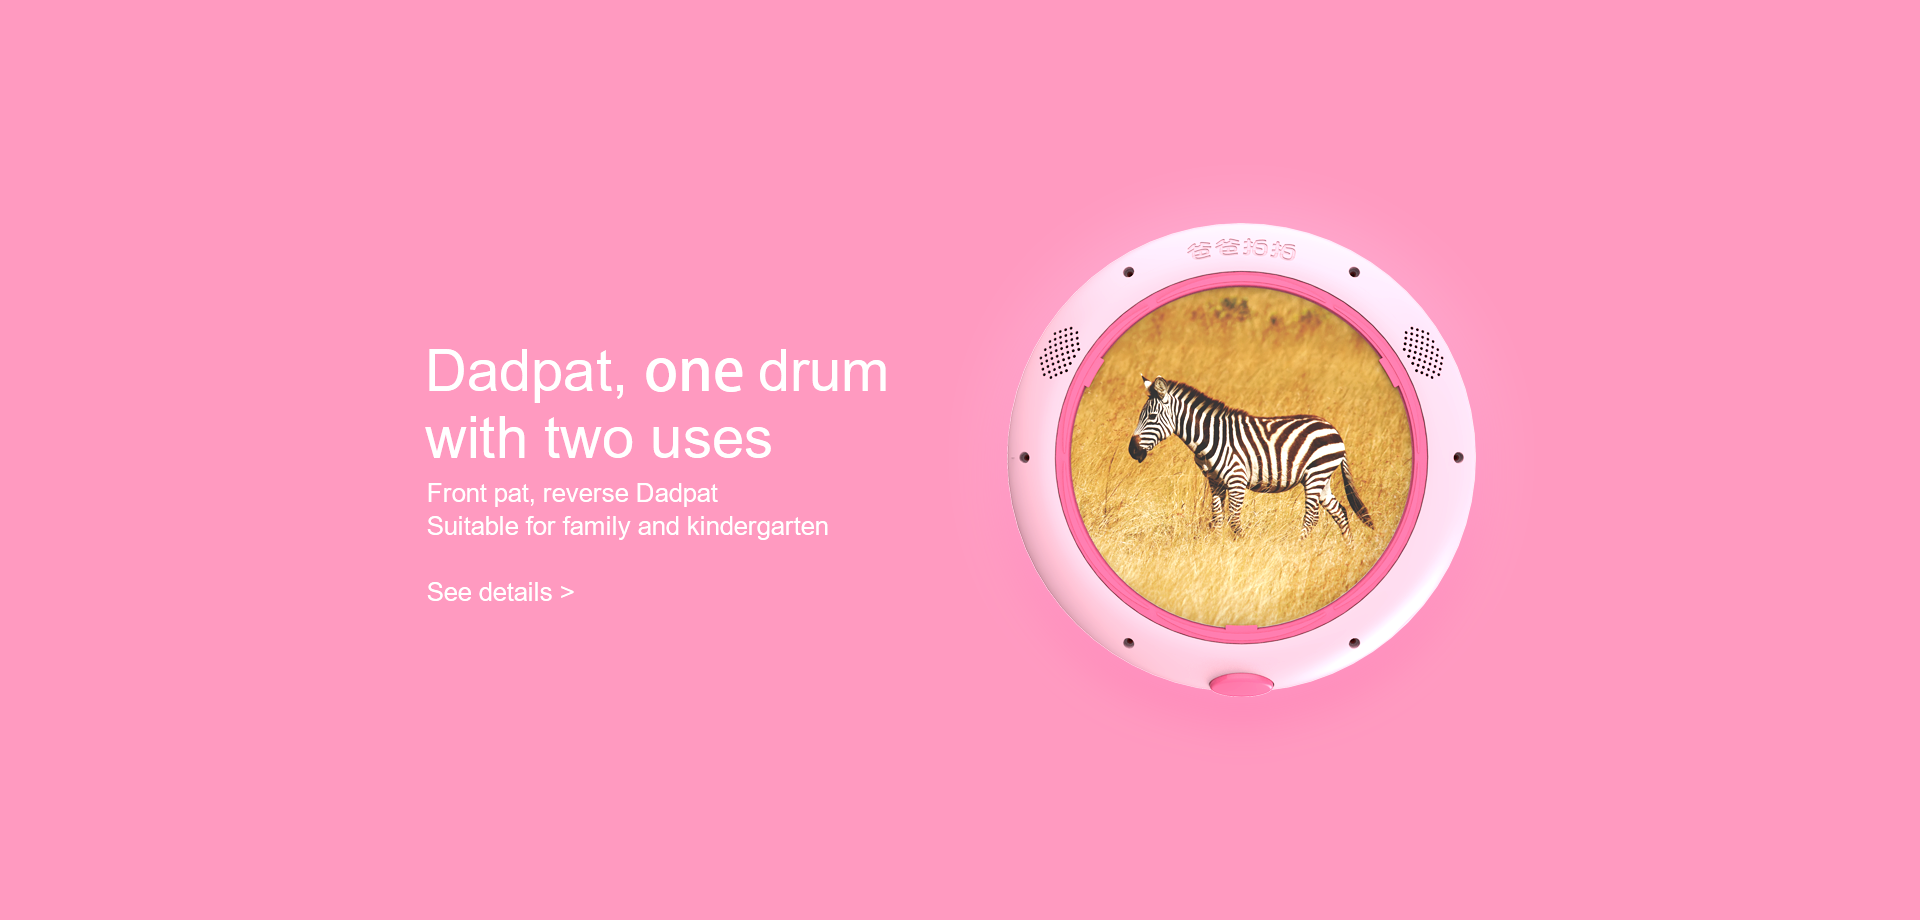 爸爸拍拍
Dadpat, one drum
with two uses
Front pat, reverse Dadpat
Suitable for family and kindergarten
See details >